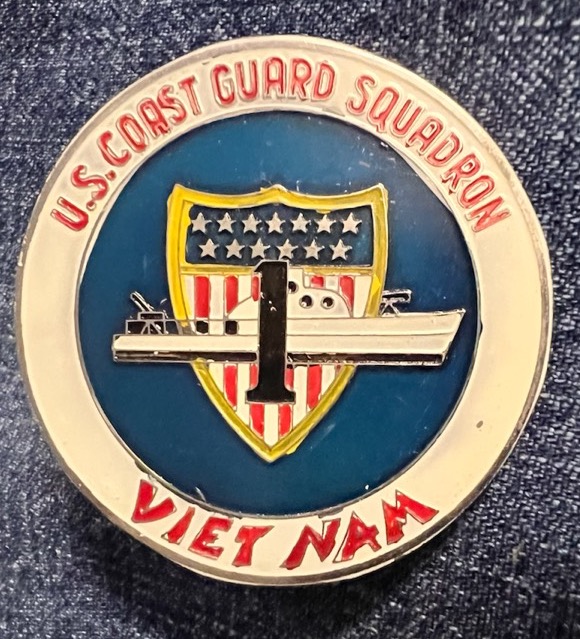 U.S. COAST GUARD SQUADRON
1
VIET NAM